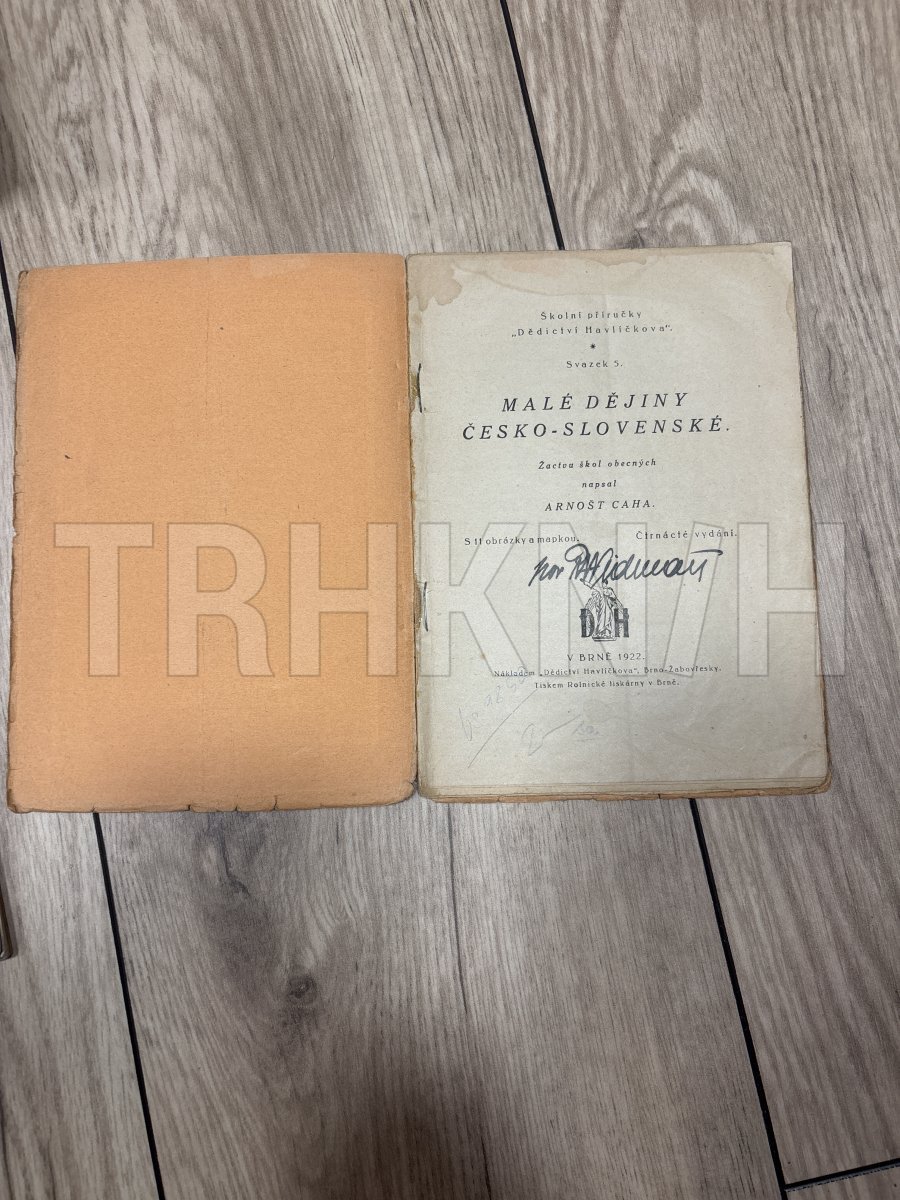 Školní příručky
„Dědictví Havlíčkova“.
*
Svazek 5.
MALÉ DĚJINY
ČESKO-SLOVENSKÉ.
Žactvu škol obecných
napsal
ARNOŠT CAHA.
S 11 obrázky a mapkou. Čtrnácté vydání.
TRHKNIH
D H
V BRNĚ 1922.
Nákladem „Dědictví Havlíčkova“, Brno-Žabovřesky.
Tiskem Rolnické tiskárny v Brně.